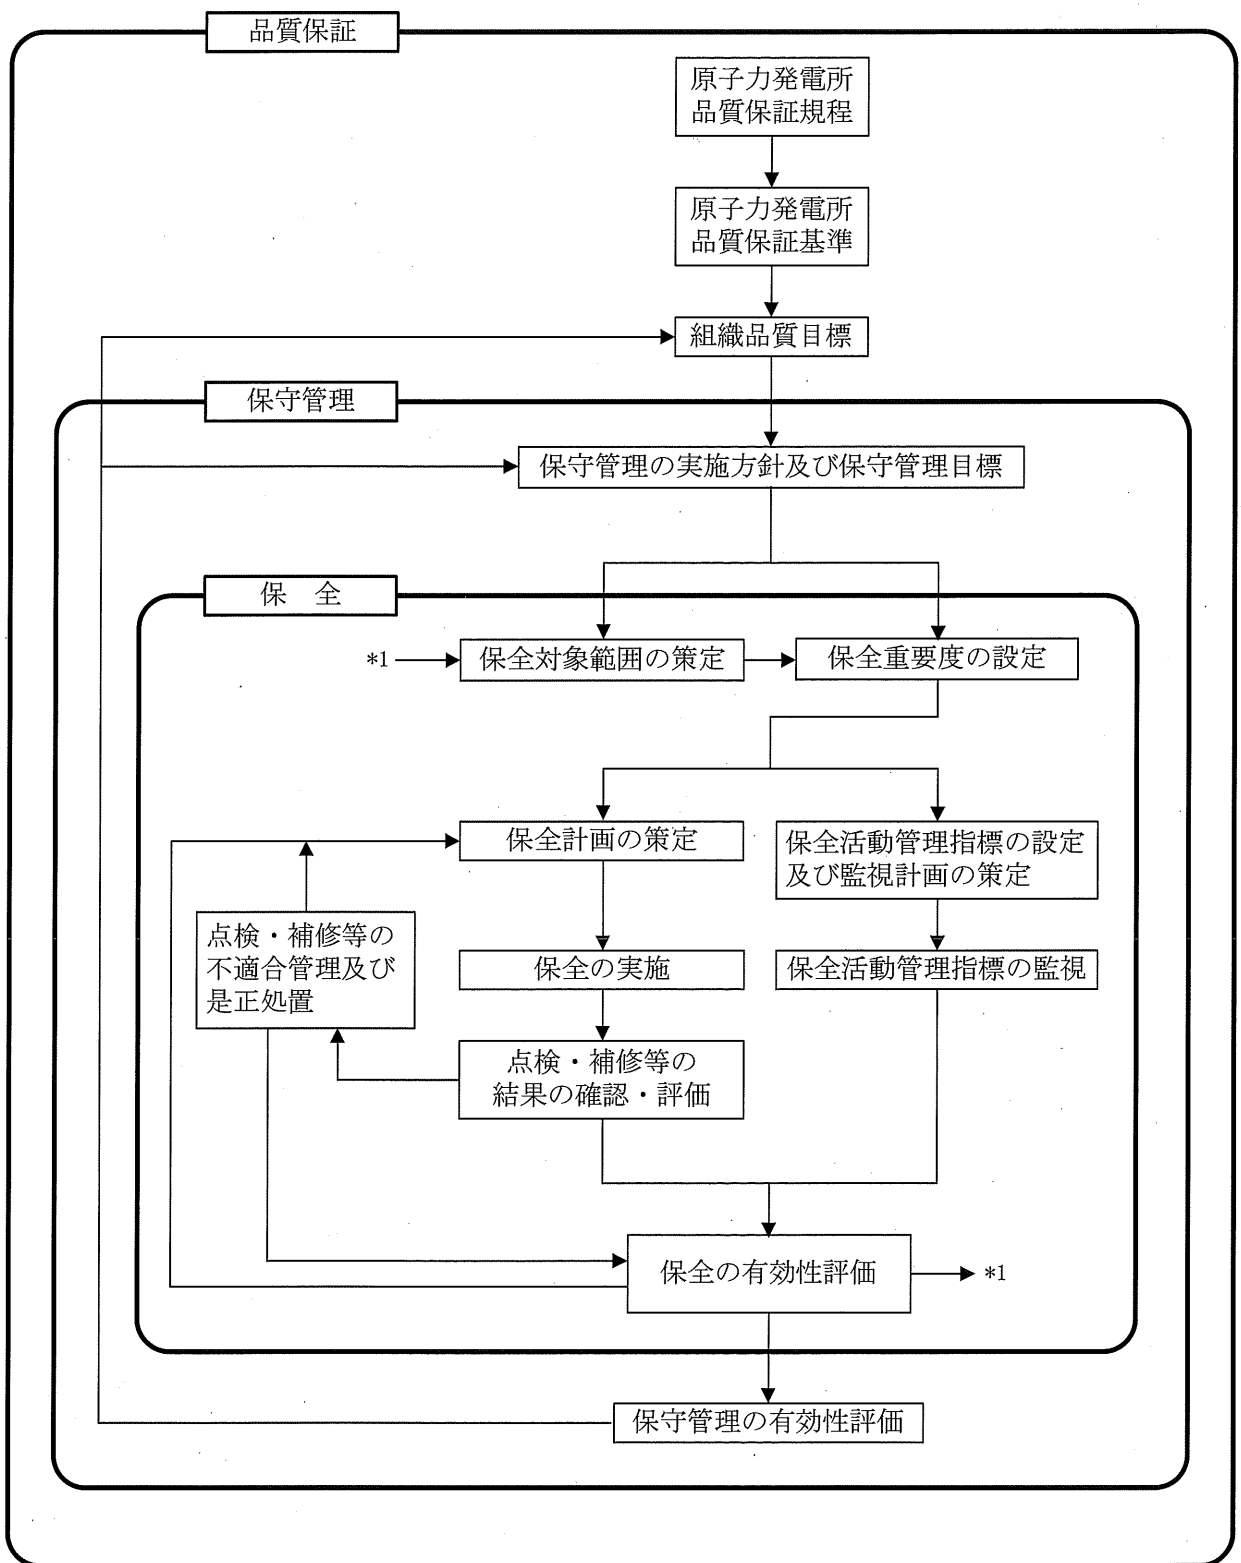 品質保証
原子力発電所
品質保証規程
原子力発電所
品質保証基準
組織品質目標
保守管理
保守管理の実施方針及び保守管理目標
保　全
*1
保全対象範囲の策定
保全重要度の設定
保全計画の策定
保全活動管理指標の設定
及び監視計画の策定
点検・補修等の
不適合管理及び
是正処置
保全の実施
保全活動管理指標の監視
点検・補修等の
結果の確認・評価
保全の有効性評価
*1
保守管理の有効性評価